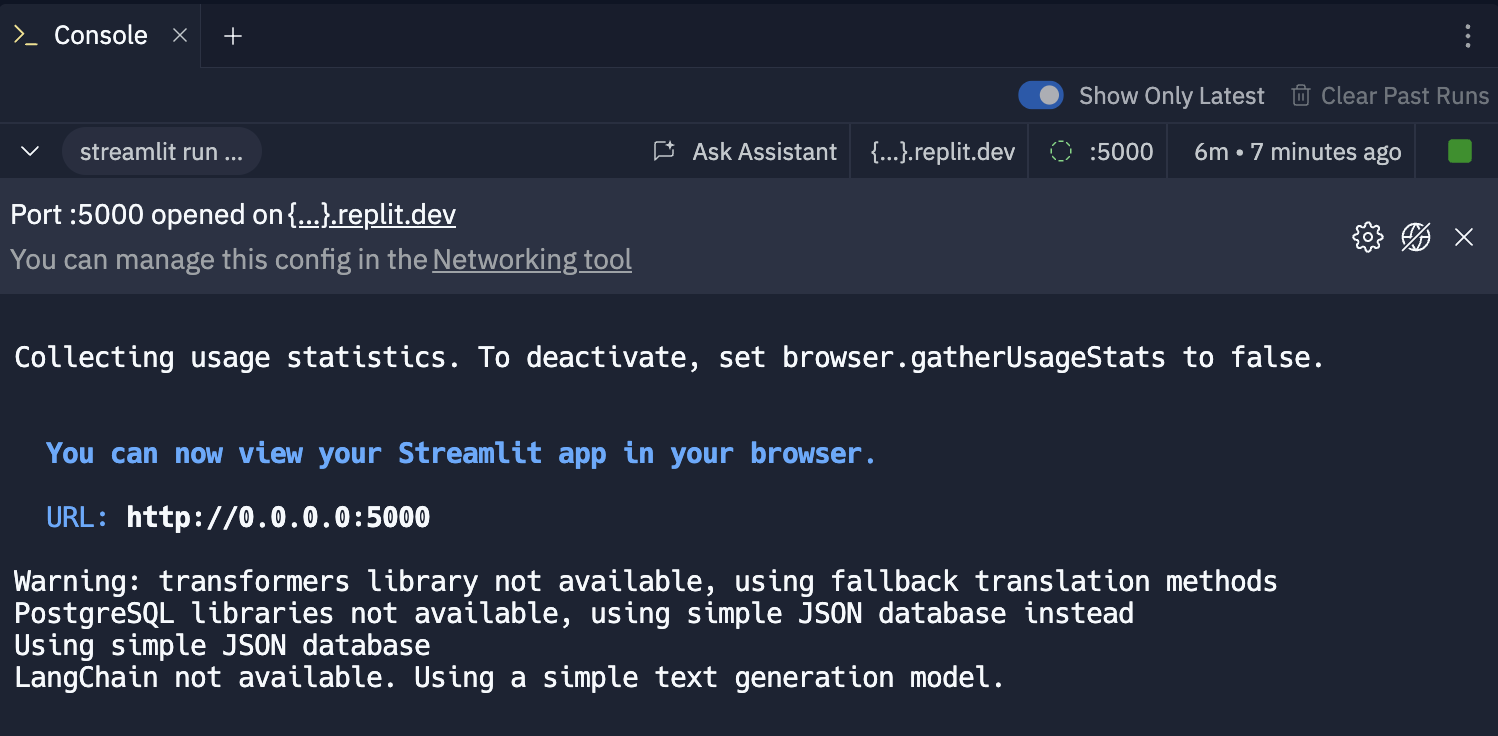 Console
Show Only Latest Clear Past Runs
streamlit run ... Ask Assistant {...}.replit.dev :5000 6m • 7 minutes ago
Port :5000 opened on {...}.replit.dev
You can manage this config in the Networking tool
Collecting usage statistics. To deactivate, set browser.gatherUsageStats to false.
You can now view your Streamlit app in your browser.
URL: http://0.0.0.0:5000
Warning: transformers library not available, using fallback translation methods
PostgreSQL libraries not available, using simple JSON database instead
Using simple JSON database
LangChain not available. Using a simple text generation model.